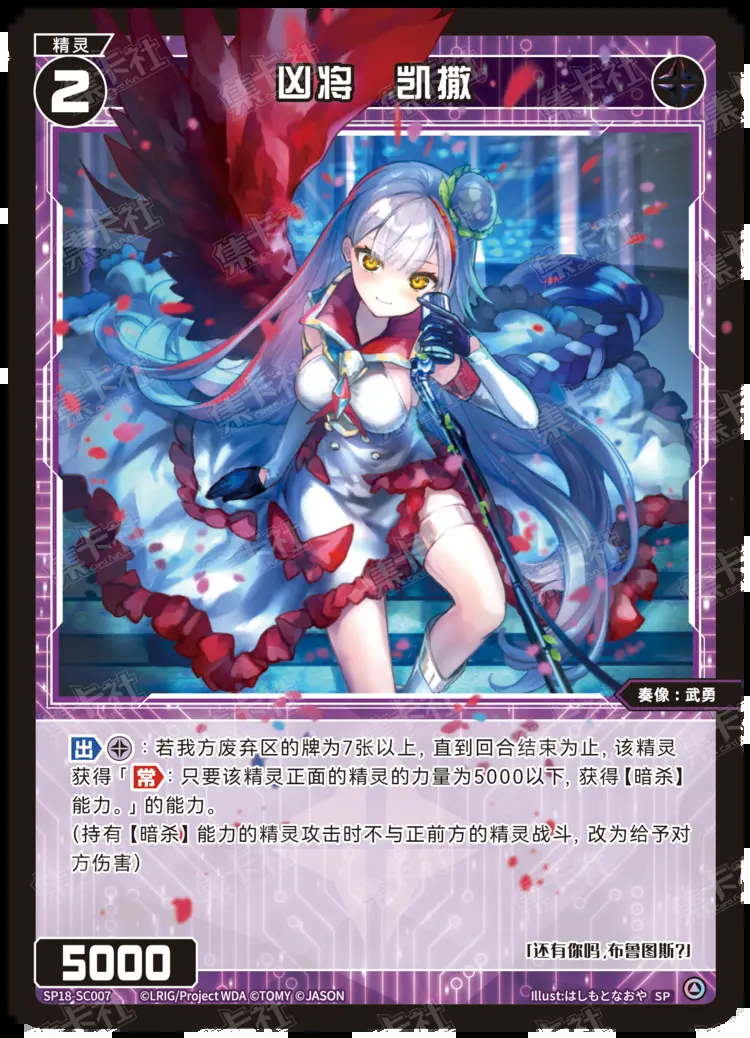 精灵
2
凶将 凯撒
奏像：武勇
出：若我方废弃区的牌为7张以上, 直到回合结束为止, 该精灵
获得「常：只要该精灵正面的精灵的力量为5000以下, 获得【暗杀】
能力。」的能力。
(持有【暗杀】能力的精灵攻击时不与正前方的精灵战斗, 改为给予对
方伤害)
「还有你吗,布鲁图斯?」
5000
SP18-SC007 ©LRIG/Project WDA ©TOMY ©JASON
Illust:はしもとなおや SP
集卡社